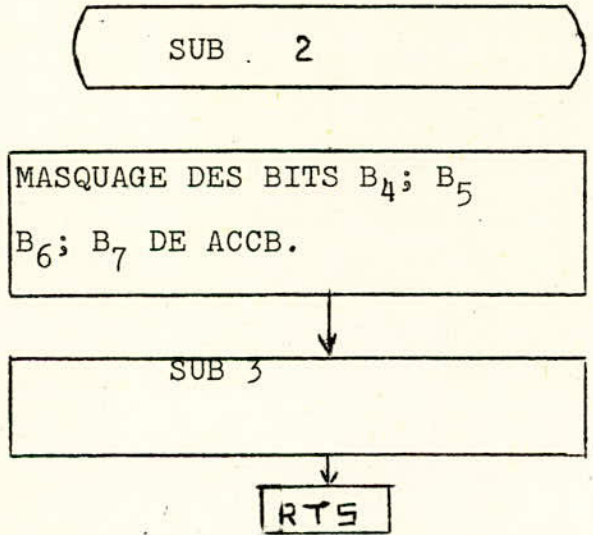 SUB 2
MASQUAGE DES BITS B4; B5
B6; B7 DE ACCB.
SUB 3
RTS